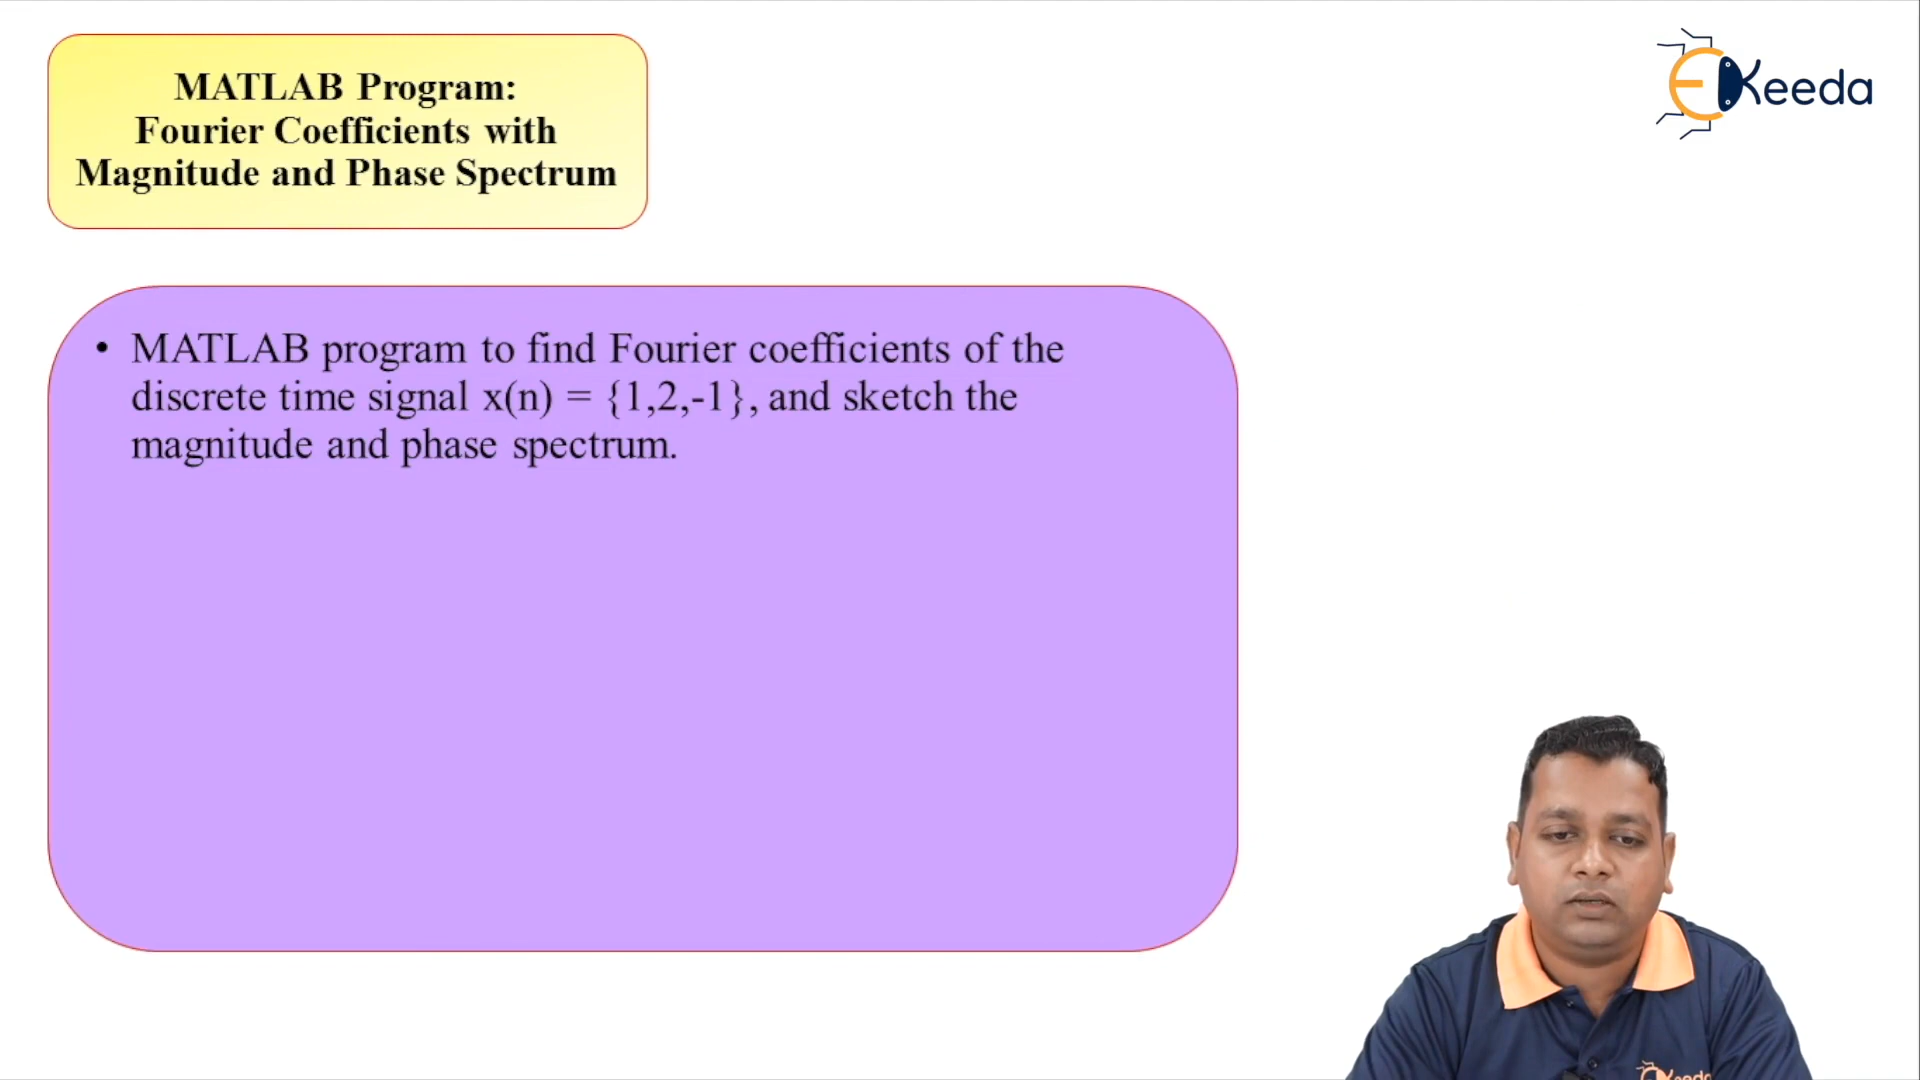 MATLAB Program:
Fourier Coefficients with
Magnitude and Phase Spectrum
EKeeda
• MATLAB program to find Fourier coefficients of the
discrete time signal x(n) = {1,2,-1}, and sketch the
magnitude and phase spectrum.